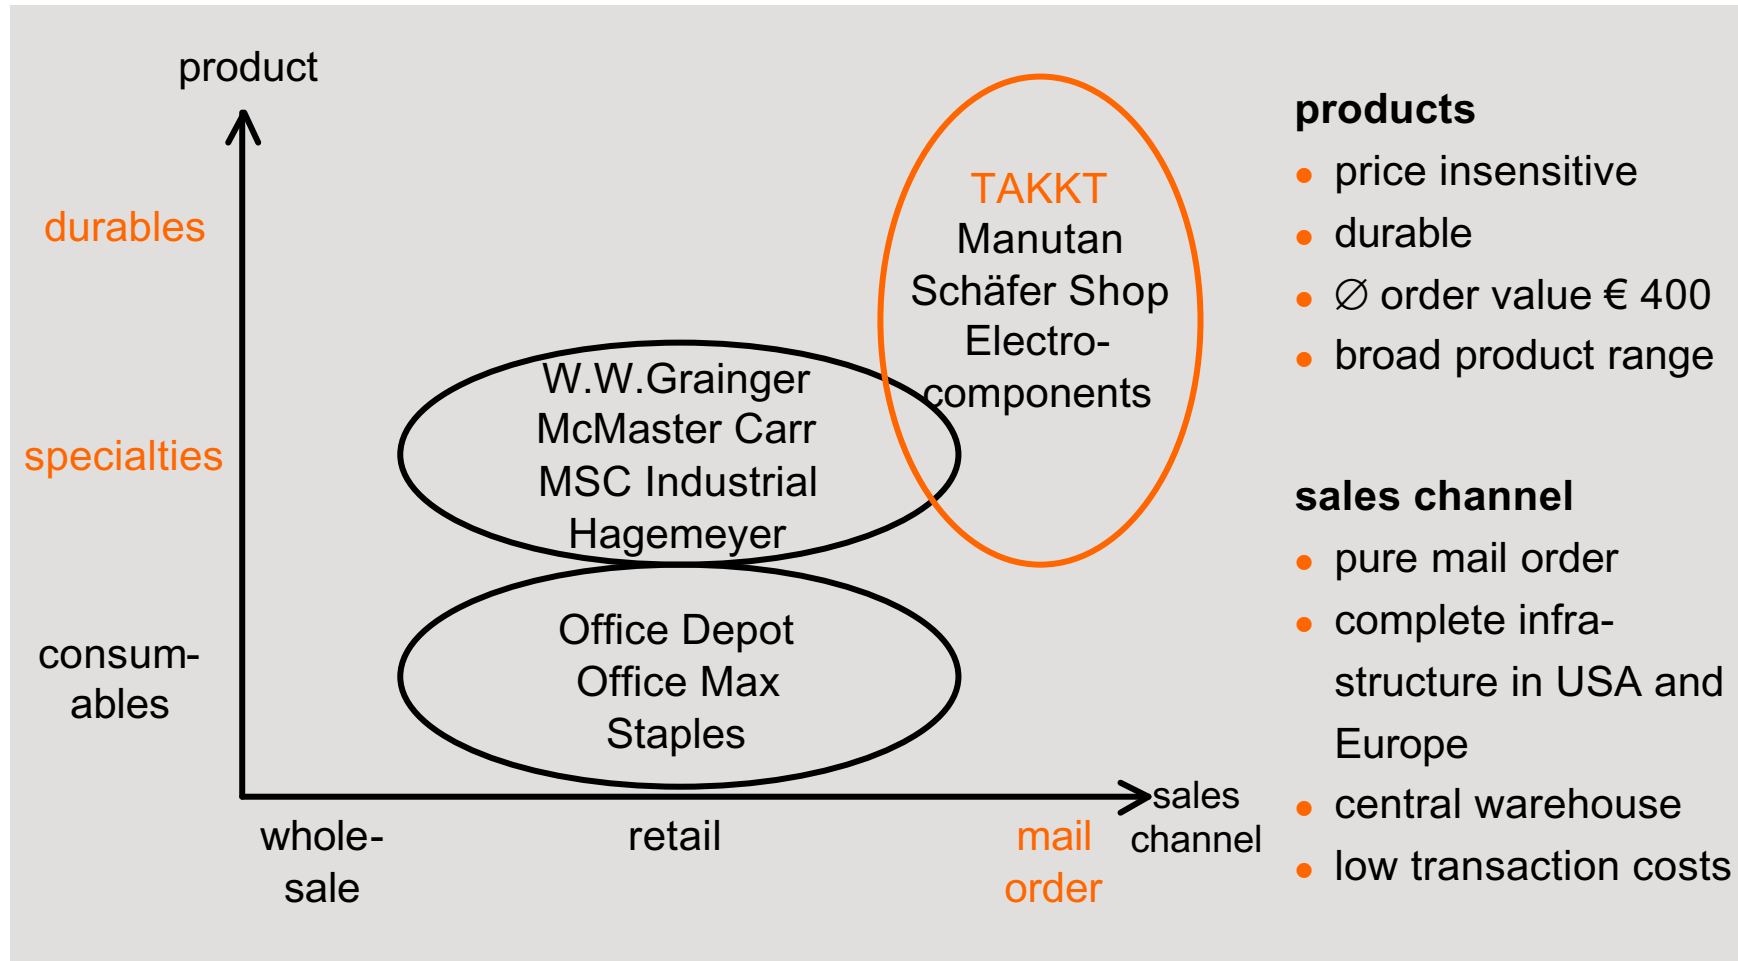 product
durables
specialties
consum-
ables
TAKKT
Manutan
Schäfer Shop
Electro-
components
W.W.Grainger
McMaster Carr
MSC Industrial
Hagemeyer
Office Depot
Office Max
Staples
whole-
sale
retail
mail
order
sales
channel
products
• price insensitive
• durable
• ∅ order value € 400
• broad product range
sales channel
• pure mail order
• complete infra-
structure in USA and
Europe
• central warehouse
• low transaction costs